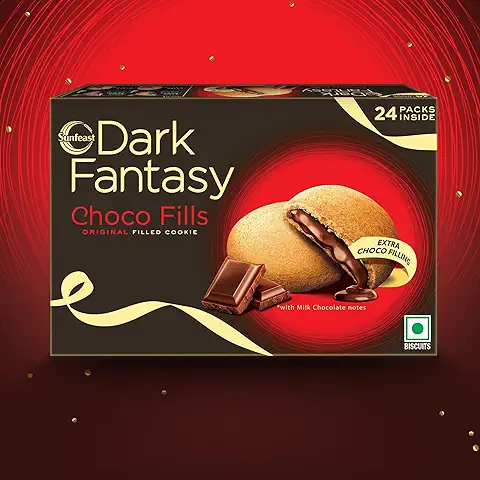 Sunfeast
Dark
Fantasy
Choco Fills
ORIGINAL FILLED COOKIE
24 PACKS
INSIDE
EXTRA
CHOCO FILLING
*with Milk Chocolate notes
BISCUITS